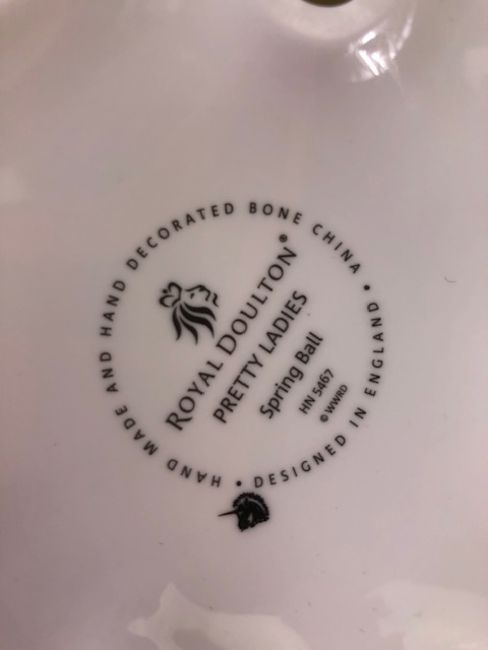 HAND MADE AND HAND DECORATED BONE CHINA • DESIGNED IN ENGLAND •
ROYAL DOULTON®
PRETTY LADIES
Spring Ball
HN 5467
©WWRD